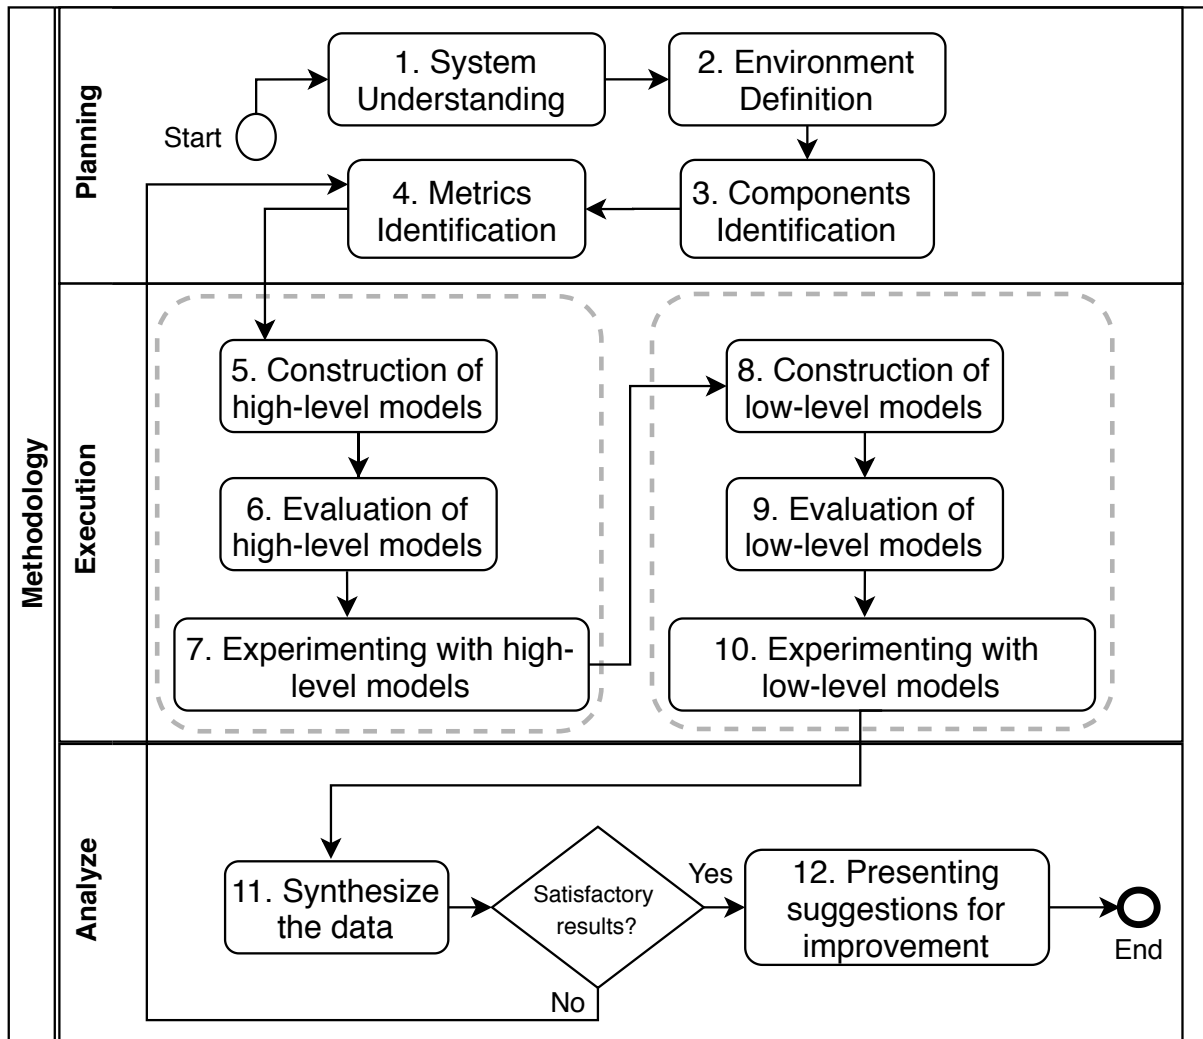 Methodology
Planning
Start
1. System
Understanding
2. Environment
Definition
3. Components
Identification
4. Metrics
Identification
Execution
5. Construction of
high-level models
6. Evaluation of
high-level models
7. Experimenting with high-
level models
8. Construction of
low-level models
9. Evaluation of
low-level models
10. Experimenting with
low-level models
Analyze
11. Synthesize
the data
Satisfactory
results?
Yes
No
12. Presenting
suggestions for
improvement
End